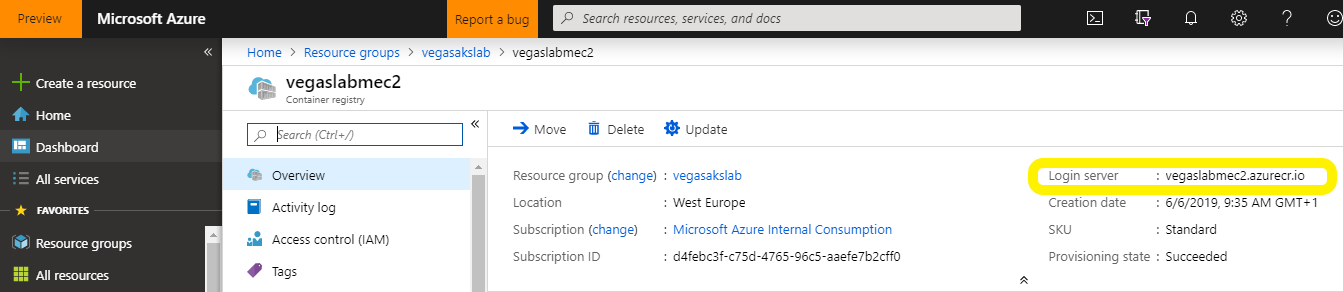 Preview Microsoft Azure Report a bug Search resources, services, and docs
Home > Resource groups > vegasakslab > vegaslabmec2
vegaslabmec2
Container registry
Create a resource
Home
Dashboard
All services
FAVORITES
Resource groups
All resources
Search (Ctrl+/)
Overview
Activity log
Access control (IAM)
Tags
Move Delete Update
Resource group (change) : vegasakslab
Location : West Europe
Subscription (change) : Microsoft Azure Internal Consumption
Subscription ID : d4febc3f-c75d-4765-96c5-aaefe7b2cff0
Login server : vegaslabmec2.azurecr.io
Creation date : 6/6/2019, 9:35 AM GMT+1
SKU : Standard
Provisioning state : Succeeded